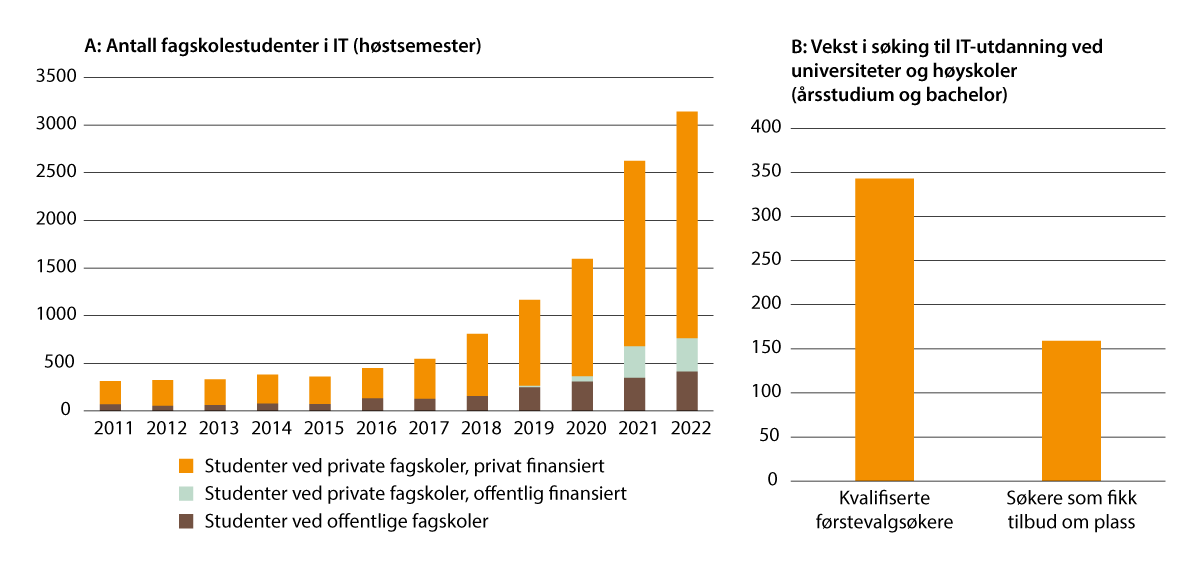 A: Antall fagskolestudenter i IT (høstsemester)
3500
3000
2500
2000
1500
1000
500
0
2011 2012 2013 2014 2015 2016 2017 2018 2019 2020 2021 2022
Studenter ved private fagskoler, privat finansiert
Studenter ved private fagskoler, offentlig finansiert
Studenter ved offentlige fagskoler
B: Vekst i søking til IT-utdanning ved
universiteter og høyskoler
(årsstudium og bachelor)
400
350
300
250
200
150
100
50
0
Kvalifiserte
førstevalgsøkere
Søkere som fikk
tilbud om plass